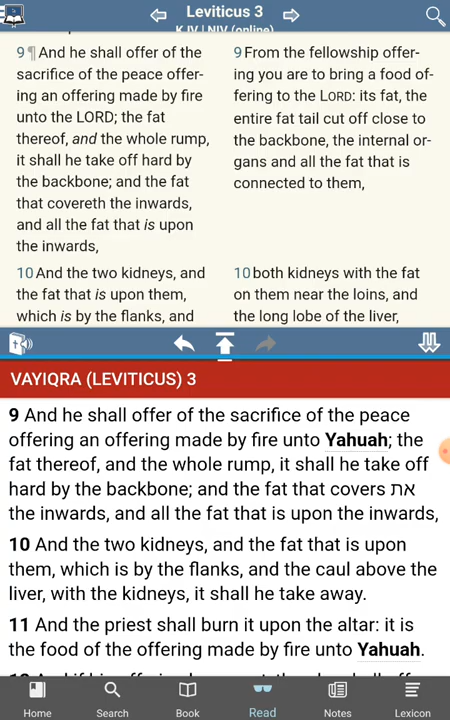 Leviticus 3
KJV | NIV (online)
9 ¶ And he shall offer of the
sacrifice of the peace offer-
ing an offering made by fire
unto the LORD; the fat
thereof, and the whole rump,
it shall he take off hard by
the backbone; and the fat
that covereth the inwards,
and all the fat that is upon
the inwards,
10 And the two kidneys, and
the fat that is upon them,
which is by the flanks, and
9 From the fellowship offer-
ing you are to bring a food of-
fering to the LORD: its fat, the
entire fat tail cut off close to
the backbone, the internal or-
gans and all the fat that is
connected to them,
10 both kidneys with the fat
on them near the loins, and
the long lobe of the liver,
VAYIQRA (LEVITICUS) 3
9 And he shall offer of the sacrifice of the peace
offering an offering made by fire unto Yahuah; the
fat thereof, and the whole rump, it shall he take off
hard by the backbone; and the fat that covers את
the inwards, and all the fat that is upon the inwards,
10 And the two kidneys, and the fat that is upon
them, which is by the flanks, and the caul above the
liver, with the kidneys, it shall he take away.
11 And the priest shall burn it upon the altar: it is
the food of the offering made by fire unto Yahuah.
Home
Search
Book
Read
Notes
Lexicon